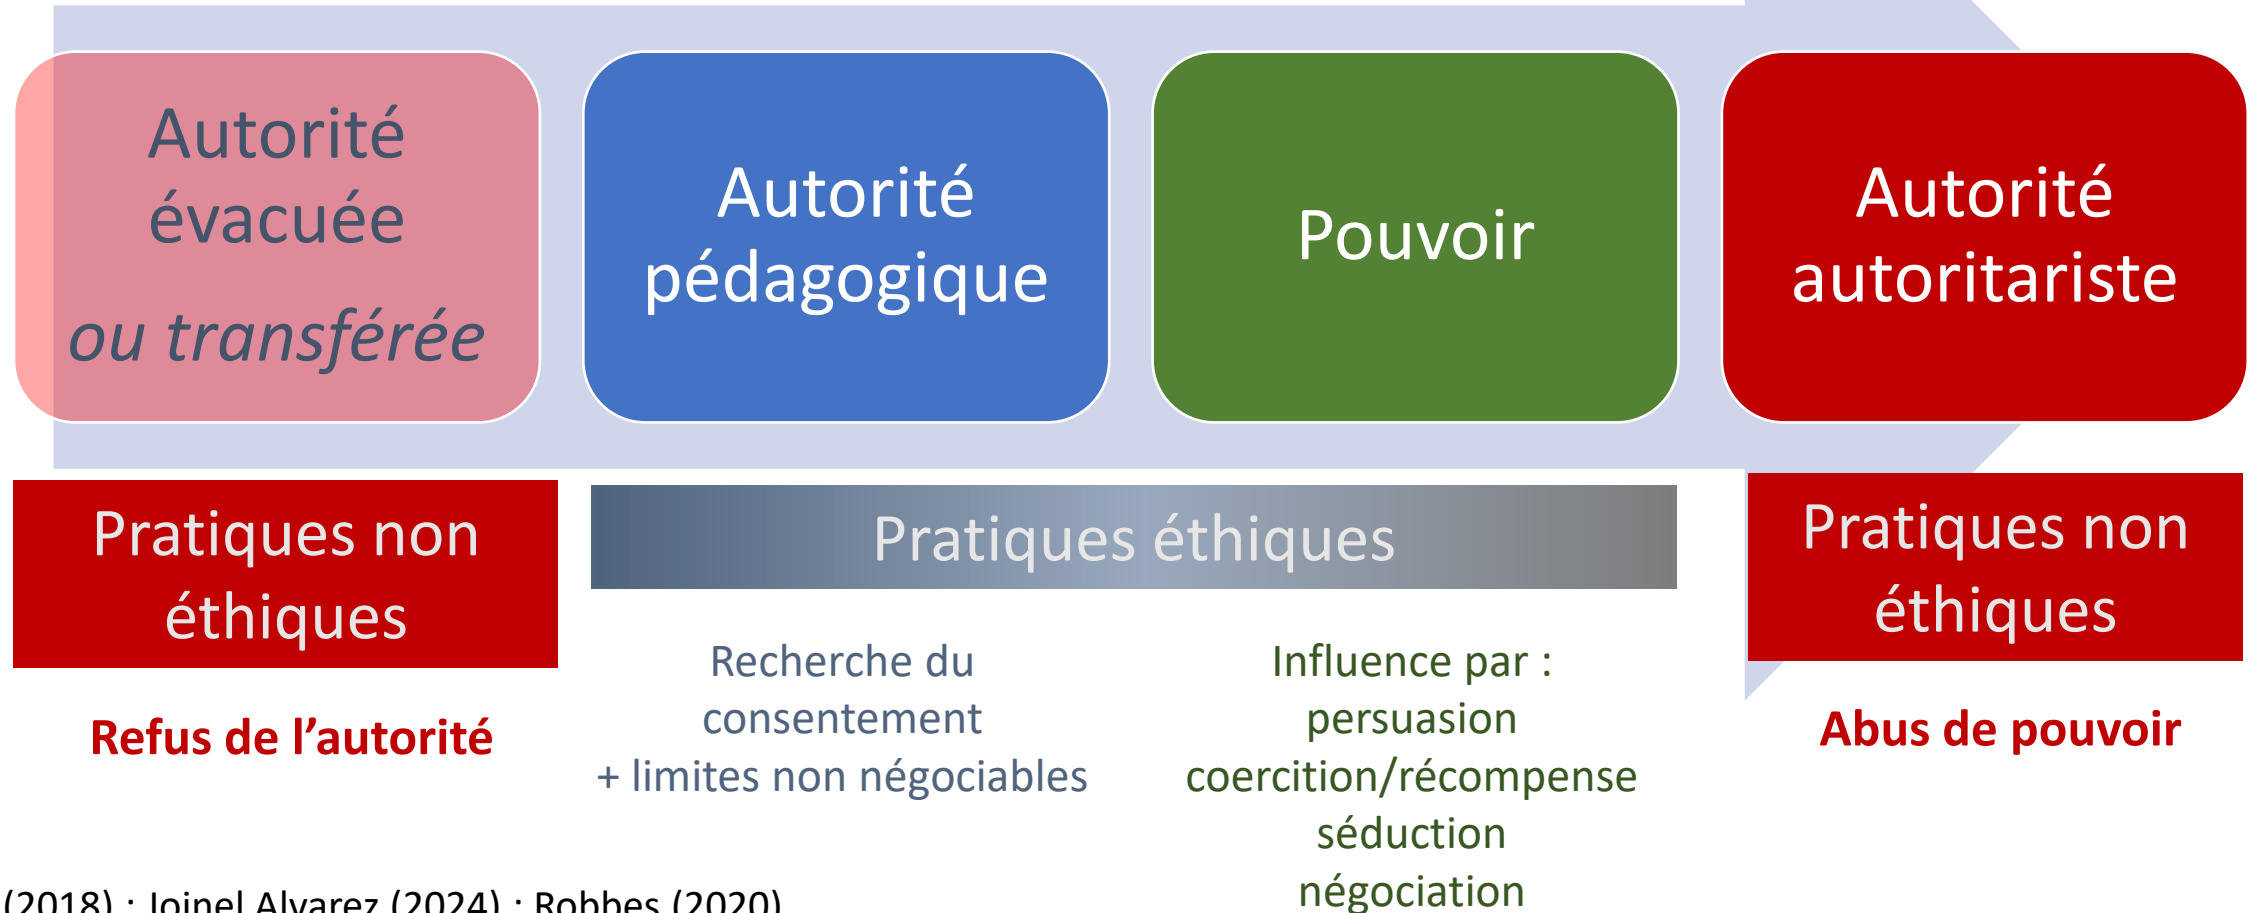 Autorité
évacuée
ou transférée
Autorité
pédagogique
Pouvoir
Autorité
autoritariste
Pratiques non
éthiques
Pratiques éthiques
Pratiques non
éthiques
Refus de l’autorité
Recherche du
consentement
+ limites non négociables
Influence par :
persuasion
coercition/récompense
séduction
négociation
Abus de pouvoir
(2018) ; Joinel Alvarez (2024) ; Robbes (2020)